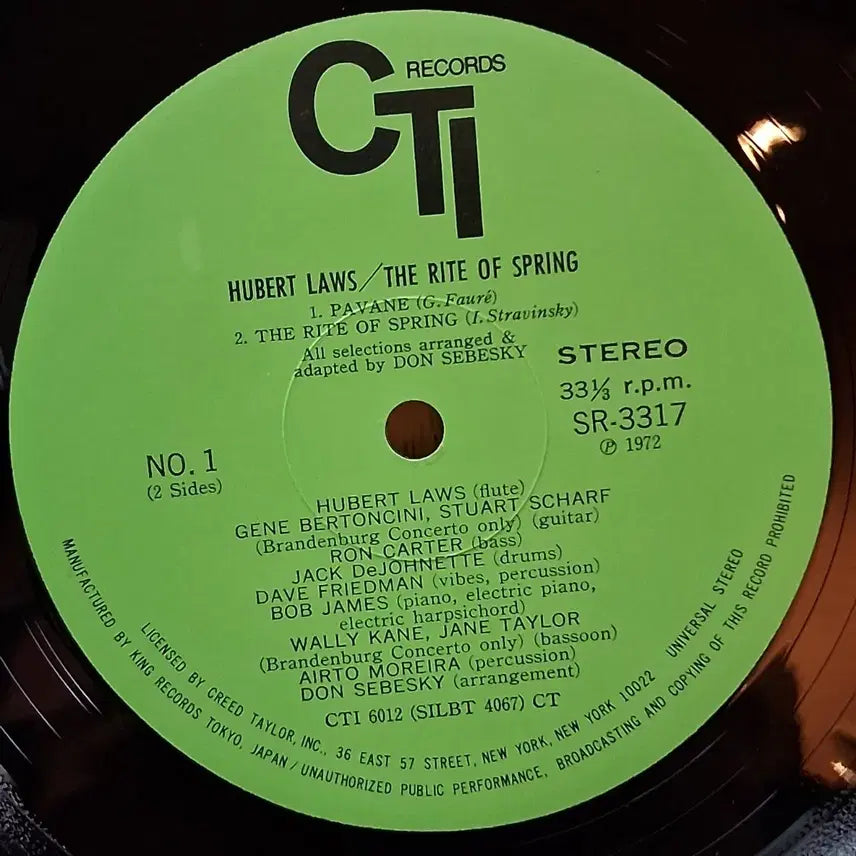 CTI RECORDS
HUBERT LAWS/THE RITE OF SPRING
1. PAVANE (G. Fauré)
2. THE RITE OF SPRING (I. Stravinsky)
All selections arranged &
adapted by DON SEBESKY
STEREO
33⅓ r.p.m.
SR-3317
℗ 1972
NO. 1
(2 Sides)
HUBERT LAWS (flute)
GENE BERTONCINI, STUART SCHARF
(Brandenburg Concerto only) (guitar)
RON CARTER (bass)
JACK DeJOHNETTE (drums)
DAVE FRIEDMAN (vibes, percussion)
BOB JAMES (piano, electric piano,
electric harpsichord)
WALLY KANE, JANE TAYLOR
(Brandenburg Concerto only) (bassoon)
AIRTO MOREIRA (percussion)
DON SEBESKY (arrangement)
CTI 6012 (SILBT 4067) CT
LICENSED BY CREED TAYLOR, INC., 36 EAST 57 STREET, NEW YORK, NEW YORK 10022 UNIVERSAL STEREO
MANUFACTURED BY KING RECORDS TOKYO, JAPAN/UNAUTHORIZED PUBLIC PERFORMANCE, BROADCASTING AND COPYING OF THIS RECORD PROHIBITED